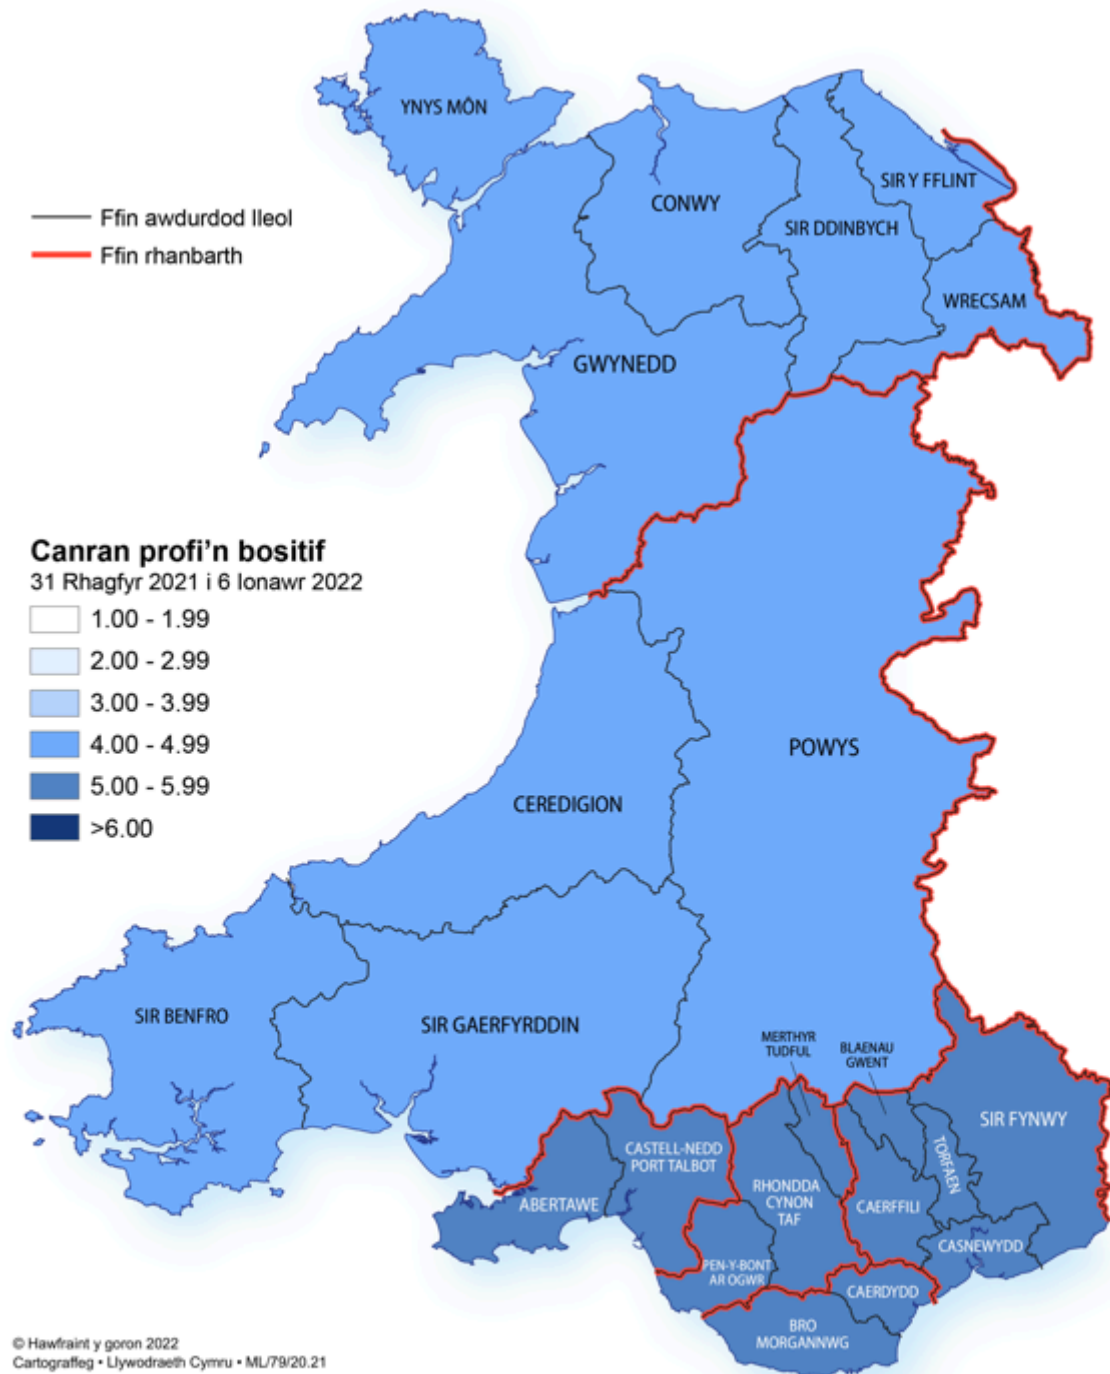 YNYS MÔN
CONWY
SIR Y FFLINT
SIR DDINBYCH
WRECSAM
GWYNEDD
Ffin awdurdod lleol
Ffin rhanbarth
Canran profi'n bositif
31 Rhagfyr 2021 i 6 Ionawr 2022
1.00 - 1.99
2.00 - 2.99
3.00 - 3.99
4.00 - 4.99
5.00 - 5.99
>6.00
POWYS
CEREDIGION
SIR BENFRO
SIR GAERFYRDDIN
MERTHYR
TUDFUL
BLAENAU
GWENT
SIR FYNWY
CASTELL-NEDD
PORT TALBOT
TORFAEN
RHONDDA
CYNON
TAF
ABERTAWE
CAERFFILI
CASNEWYDD
PEN-Y-BONT
AR OGWR
CAERDYDD
BRO
MORGANNWG
© Hawfraint y goron 2022
Cartograffeg • Llywodraeth Cymru • ML/79/20.21